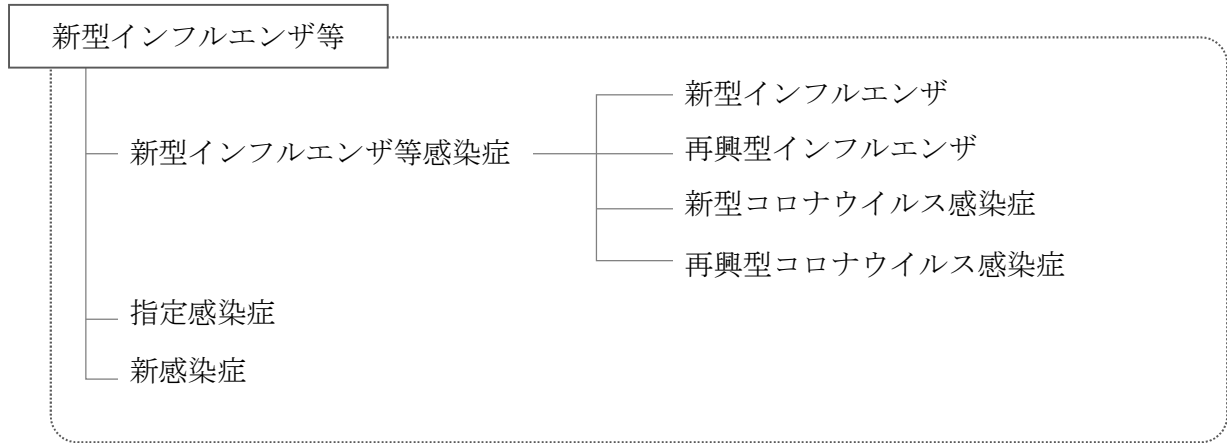 新型インフルエンザ等
新型インフルエンザ等感染症
新型インフルエンザ
再興型インフルエンザ
新型コロナウイルス感染症
再興型コロナウイルス感染症
指定感染症
新感染症